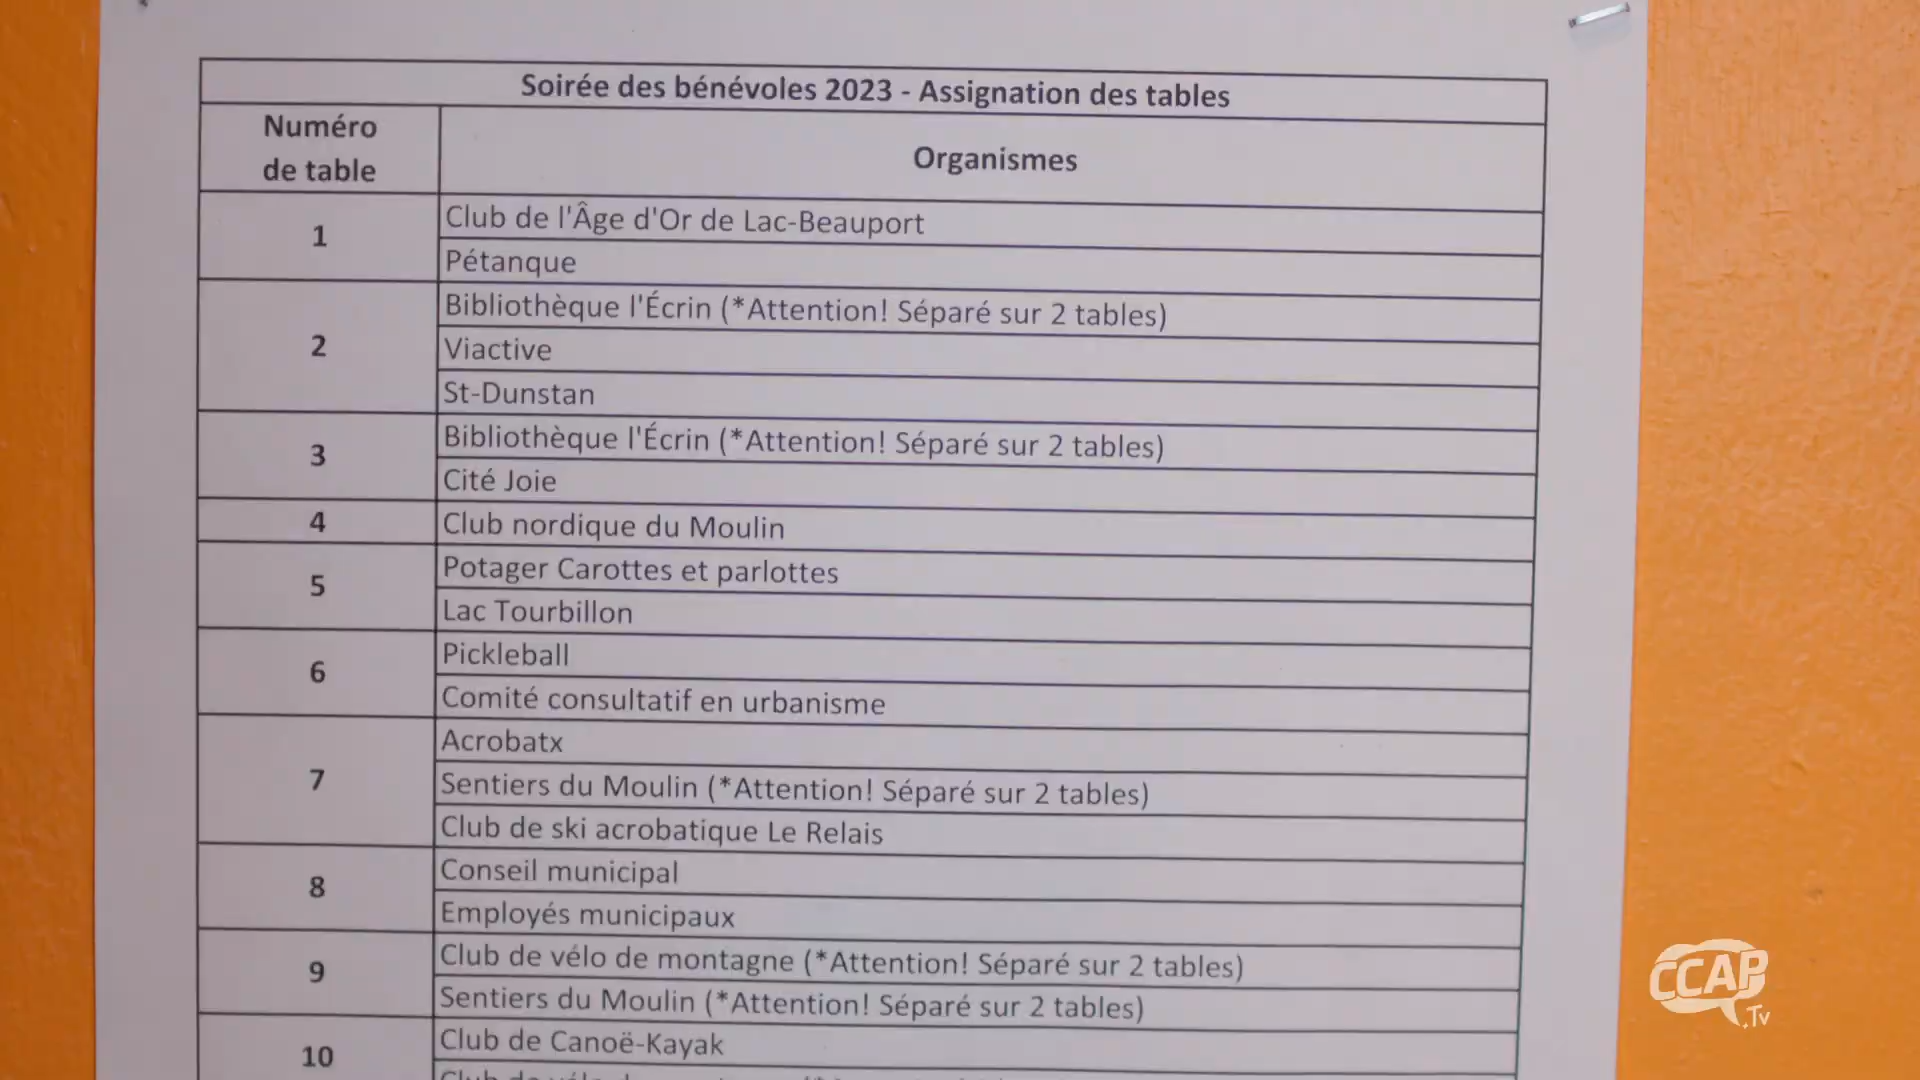 Soirée des bénévoles 2023 - Assignation des tables
Numéro
de table
Organismes
1
Club de l'Âge d'Or de Lac-Beauport
Pétanque
2
Bibliothèque l'Écrin (*Attention! Séparé sur 2 tables)
Viactive
St-Dunstan
3
Bibliothèque l'Écrin (*Attention! Séparé sur 2 tables)
Cité Joie
4
Club nordique du Moulin
5
Potager Carottes et parlottes
Lac Tourbillon
6
Pickleball
Comité consultatif en urbanisme
7
Acrobatx
Sentiers du Moulin (*Attention! Séparé sur 2 tables)
Club de ski acrobatique Le Relais
8
Conseil municipal
Employés municipaux
9
Club de vélo de montagne (*Attention! Séparé sur 2 tables)
Sentiers du Moulin (*Attention! Séparé sur 2 tables)
10
Club de Canoë-Kayak
CCAP
.Tv